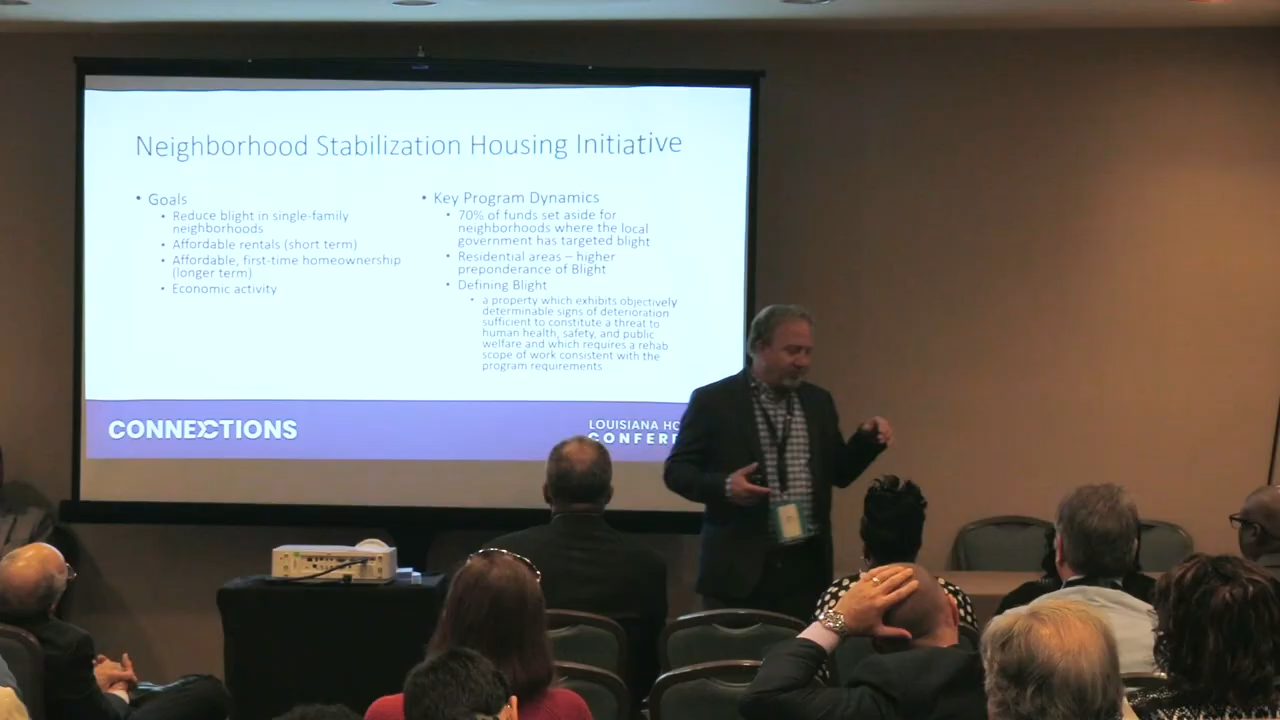 Neighborhood Stabilization Housing Initiative
• Goals
• Reduce blight in single-family
neighborhoods
• Affordable rentals (short term)
• Affordable, first-time homeownership
(longer term)
• Economic activity
• Key Program Dynamics
• 70% of funds set aside for
neighborhoods where the local
government has targeted blight
• Residential areas – higher
preponderance of Blight
• Defining Blight
• a property which exhibits objectively
determinable signs of deterioration
sufficient to constitute a threat to
human health, safety, and public
welfare and which requires a rehab
scope of work consistent with the
program requirements
CONNECTIONS
LOUISIANA